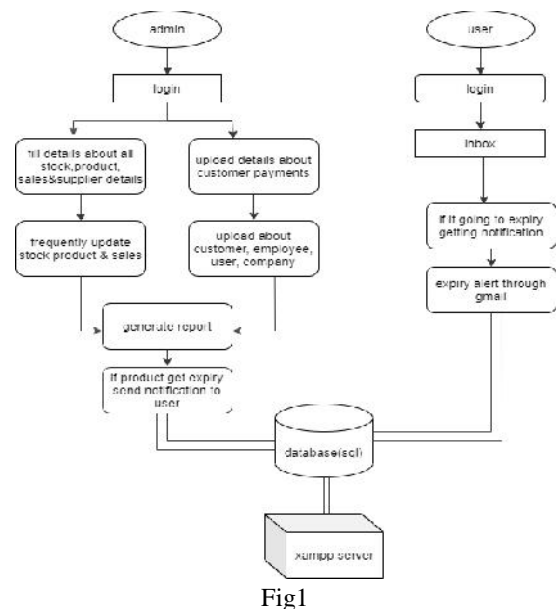 admin
user
login
login
inbox
fill details about all
stock,product,
sales&supplier details
upload details about
customer payments
frequently update
stock product & sales
upload about
customer, employee,
user, company
if it going to expiry
getting notification
expiry alert through
gmail
generate report
if product get expiry
send notification to
user
database(sql)
xampp server
Fig1